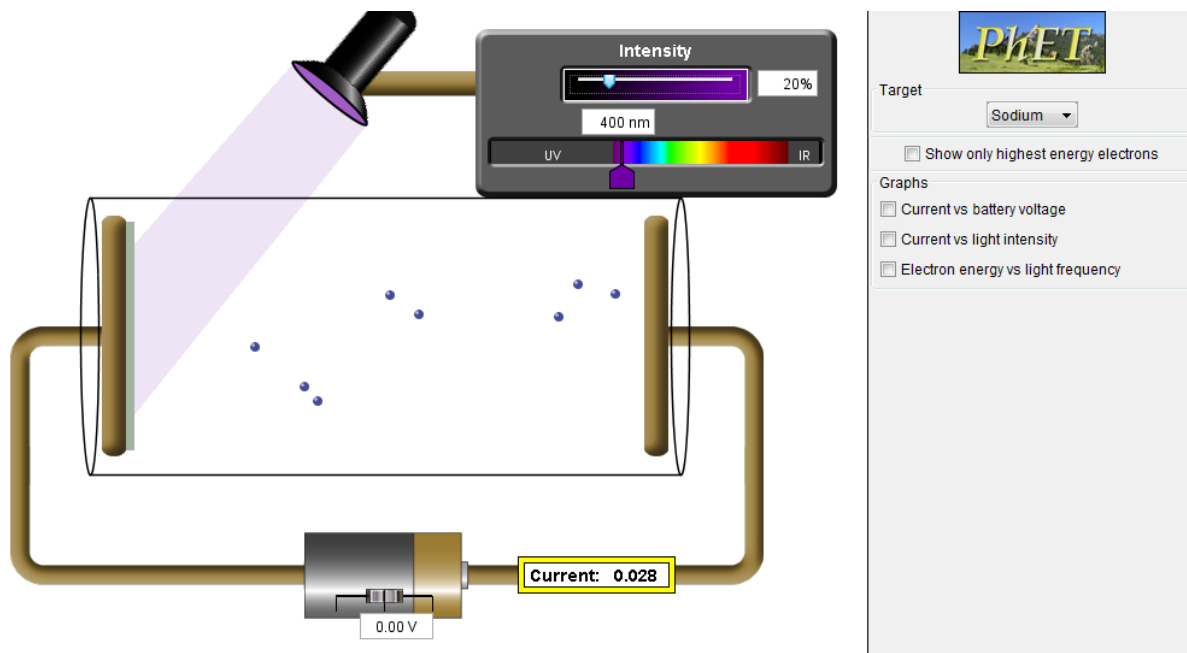 Intensity
20%
400 nm
UV
IR
Current: 0.028
0.00 V
PhET
Target
Sodium
Show only highest energy electrons
Graphs
Current vs battery voltage
Current vs light intensity
Electron energy vs light frequency